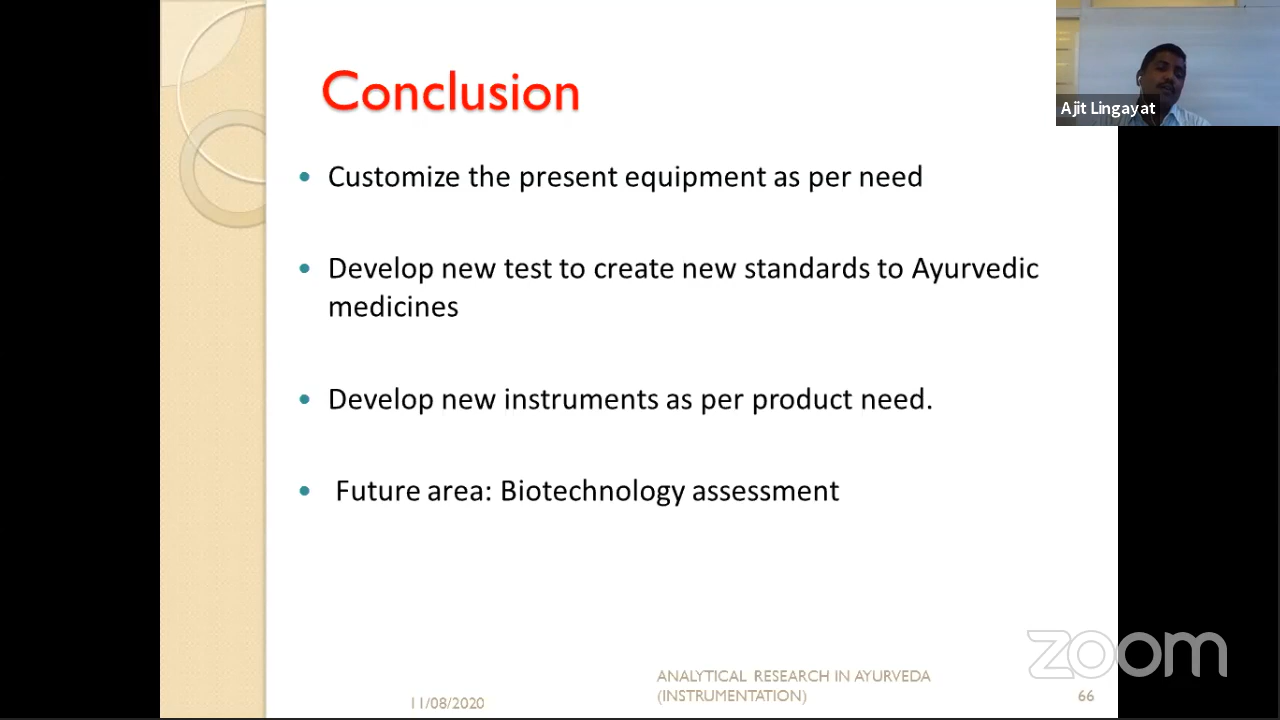 Conclusion
Ajit Lingayat
• Customize the present equipment as per need
• Develop new test to create new standards to Ayurvedic
medicines
• Develop new instruments as per product need.
• Future area: Biotechnology assessment
zoom
ANALYTICAL RESEARCH IN AYURVEDA
(INSTRUMENTATION)
11/08/2020
66